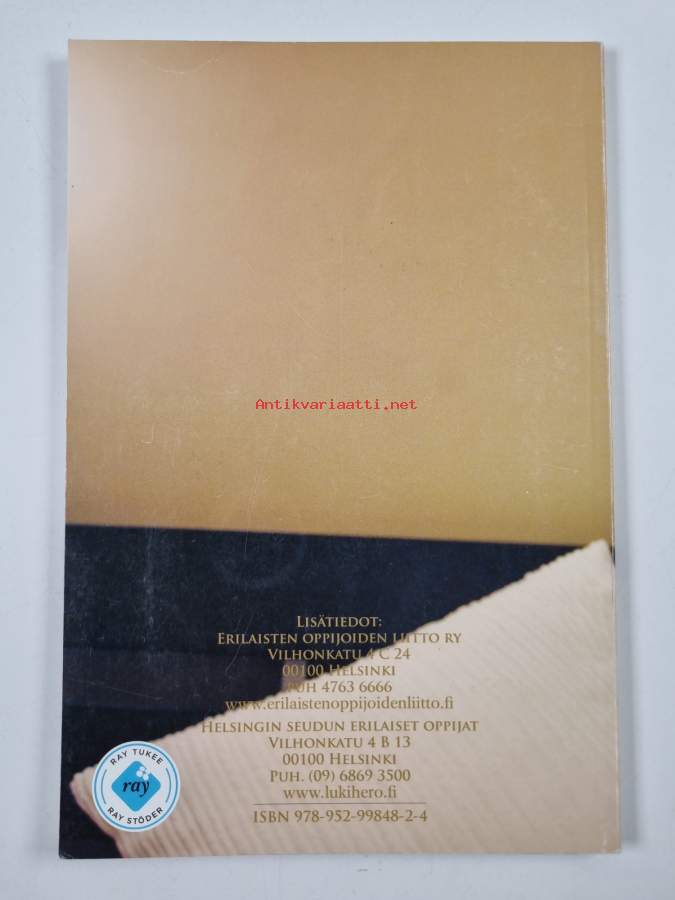 Antikvariaatti.net
LISÄTIEDOT:
ERILAISTEN OPPIJOIDEN LIITTO RY
VILHONKATU 4 C 24
00100 HELSINKI
PUH 4763 6666
www.erilaistenoppijoidenliitto.fi
HELSINGIN SEUDUN ERILAISET OPPIJAT
VILHONKATU 4 B 13
00100 HELSINKI
PUH. (09) 6869 3500
www.lukihero.fi
ISBN 978-952-99848-2-4
RAY TUKEE
ray
RAY STÖDER